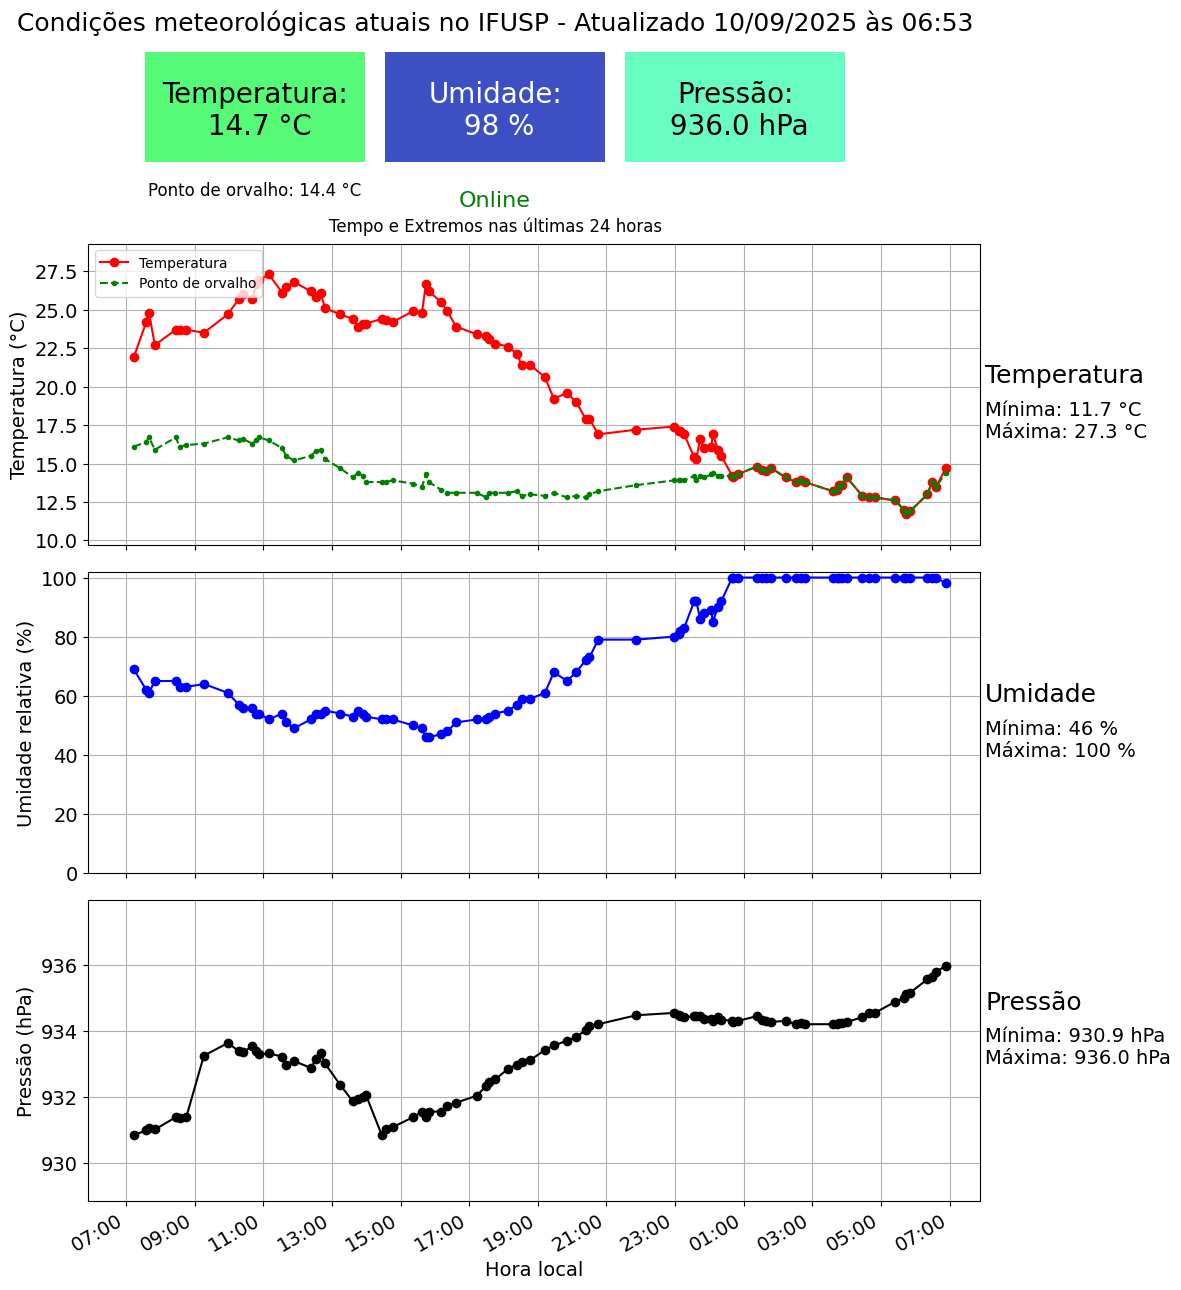 Condições meteorológicas atuais no IFUSP - Atualizado 10/09/2025 às 06:53
Temperatura:
14.7 °C
Umidade:
98 %
Pressão:
936.0 hPa
Ponto de orvalho: 14.4 °C
Online
Tempo e Extremos nas últimas 24 horas
Temperatura
Ponto de orvalho
Temperatura (°C)
27.5
25.0
22.5
20.0
17.5
15.0
12.5
10.0
Temperatura
Mínima: 11.7 °C
Máxima: 27.3 °C
Umidade relativa (%)
100
80
60
40
20
0
Umidade
Mínima: 46 %
Máxima: 100 %
Pressão (hPa)
936
934
932
930
Pressão
Mínima: 930.9 hPa
Máxima: 936.0 hPa
07:00
09:00
11:00
13:00
15:00
17:00
19:00
21:00
23:00
01:00
03:00
05:00
07:00
Hora local